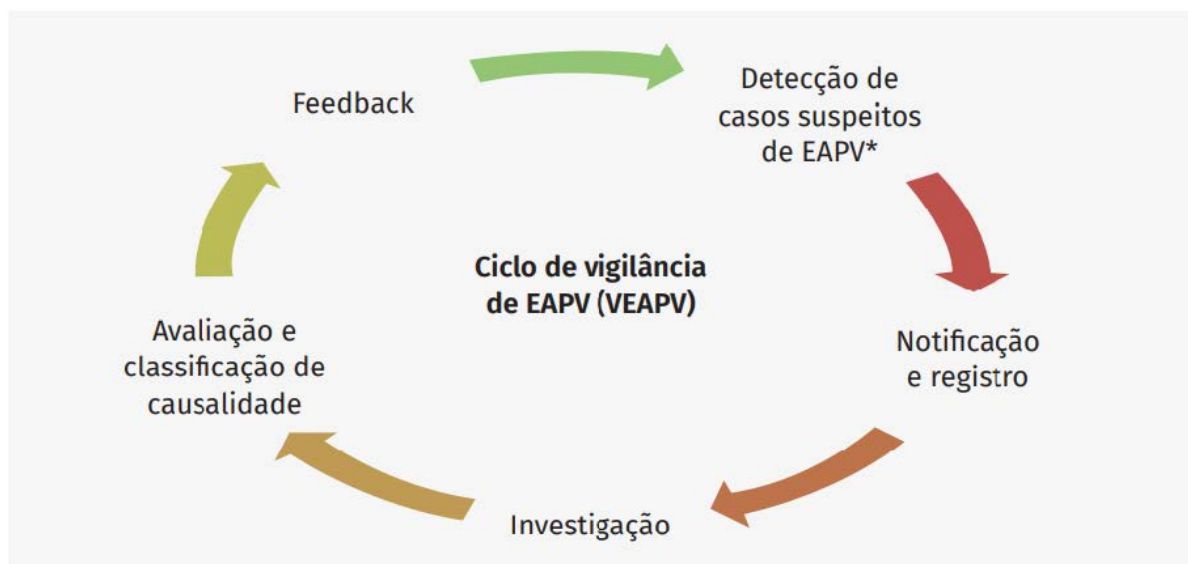 Feedback
Detecção de
casos suspeitos
de EAPV*
Ciclo de vigilância
de EAPV (VEAPV)
Notificação
e registro
Avaliação e
classificação de
causalidade
Investigação